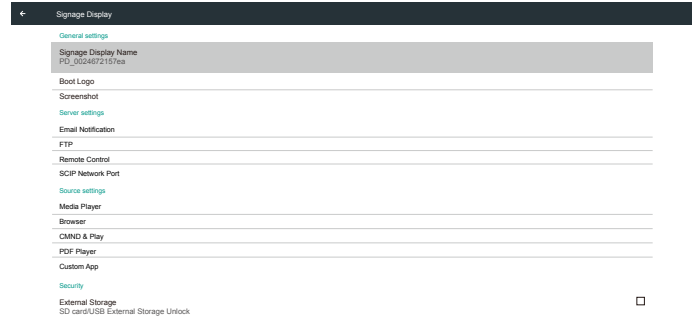 Signage Display
General settings
Signage Display Name
PD_0024672157ea
Boot Logo
Screenshot
Server settings
Email Notification
FTP
Remote Control
SCIP Network Port
Source settings
Media Player
Browser
CMND & Play
PDF Player
Custom App
Security
External Storage
SD card/USB External Storage Unlock